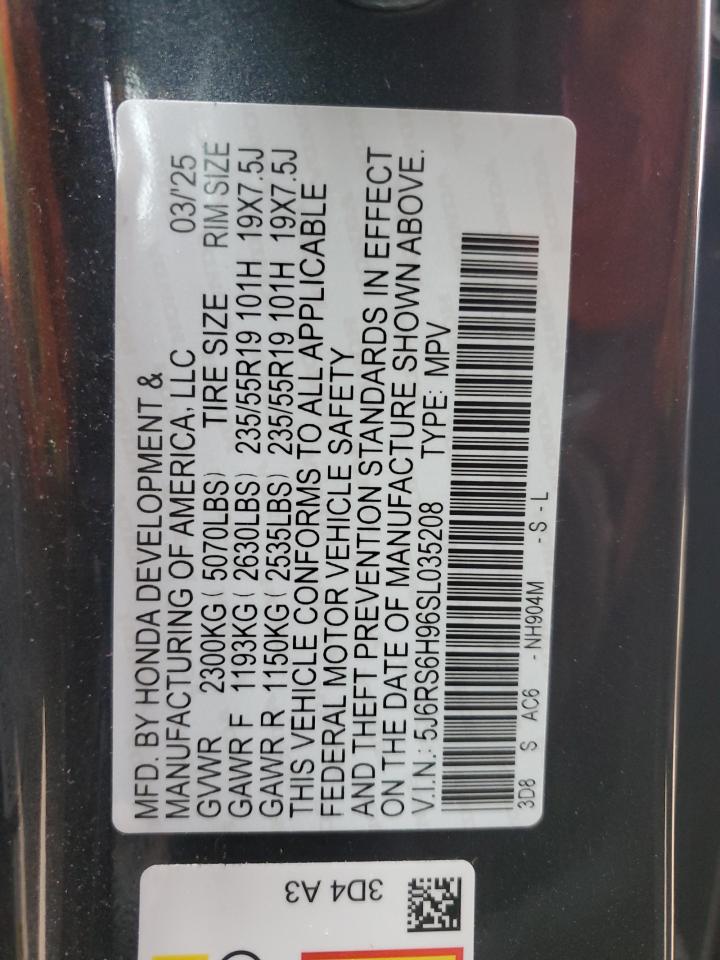 MFD. BY HONDA DEVELOPMENT &
MANUFACTURING OF AMERICA, LLC 03/'25
GVWR 2300KG ( 5070LBS) TIRE SIZE RIM SIZE
GAWR F 1193KG ( 2630LBS) 235/55R19 101H 19X7.5J
GAWR R 1150KG ( 2535LBS) 235/55R19 101H 19X7.5J
THIS VEHICLE CONFORMS TO ALL APPLICABLE
FEDERAL MOTOR VEHICLE SAFETY
AND THEFT PREVENTION STANDARDS IN EFFECT
ON THE DATE OF MANUFACTURE SHOWN ABOVE.
V.I.N.: 5J6RS6H96SL035208 TYPE: MPV
3D8 S AC6 - NH904M - S - L
3D4 A3